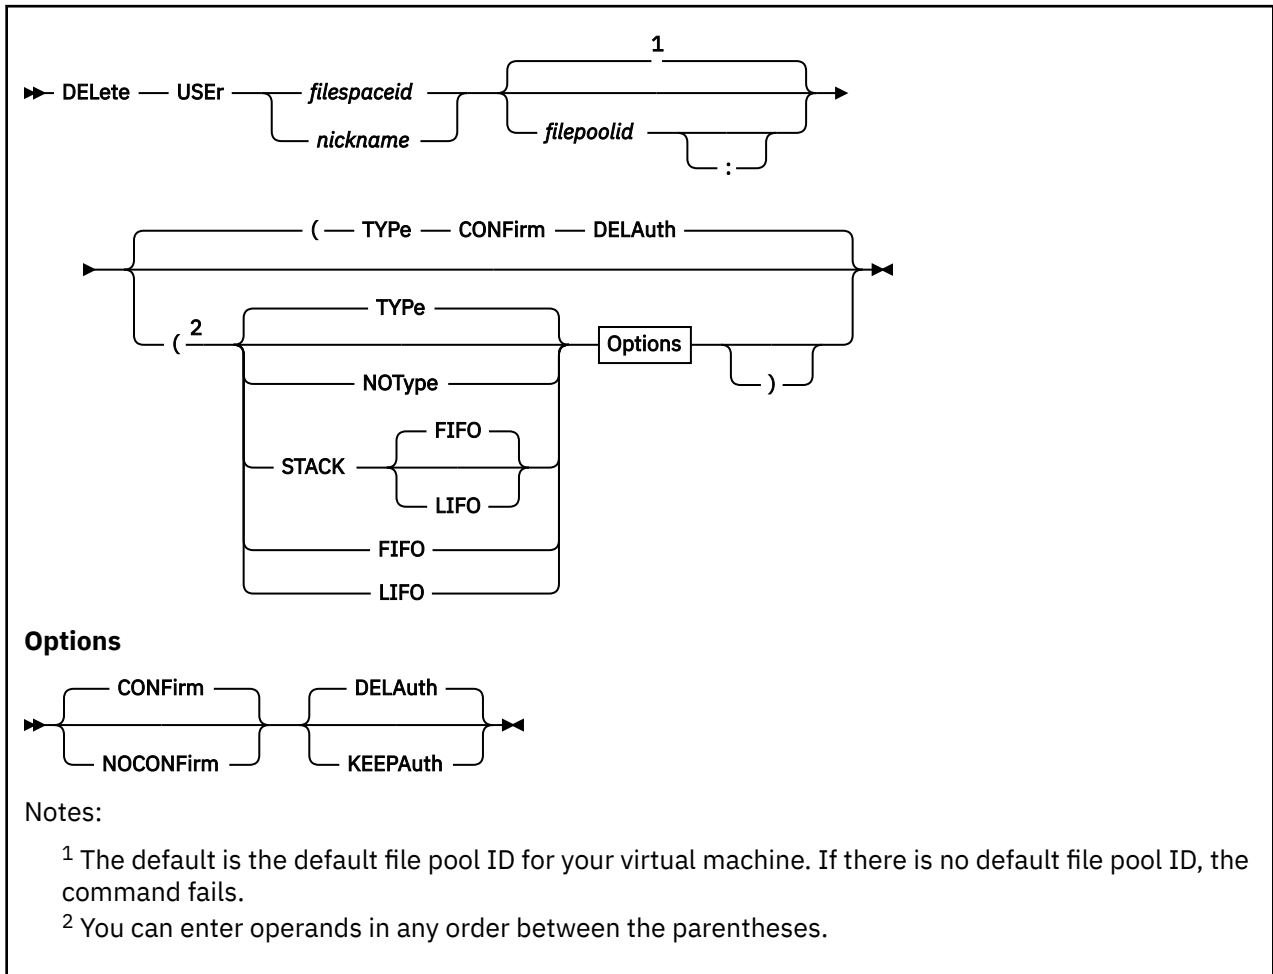 1
DELete USEr filespaceid
nickname
filepoolid
:
( TYPe CONFirm DELAuth
( 2 TYPe
Options
)
NOType
STACK FIFO
LIFO
FIFO
LIFO
Options
CONFirm DELAuth
NOCONFirm KEEPAuth
Notes:
1 The default is the default file pool ID for your virtual machine. If there is no default file pool ID, the
command fails.
2 You can enter operands in any order between the parentheses.